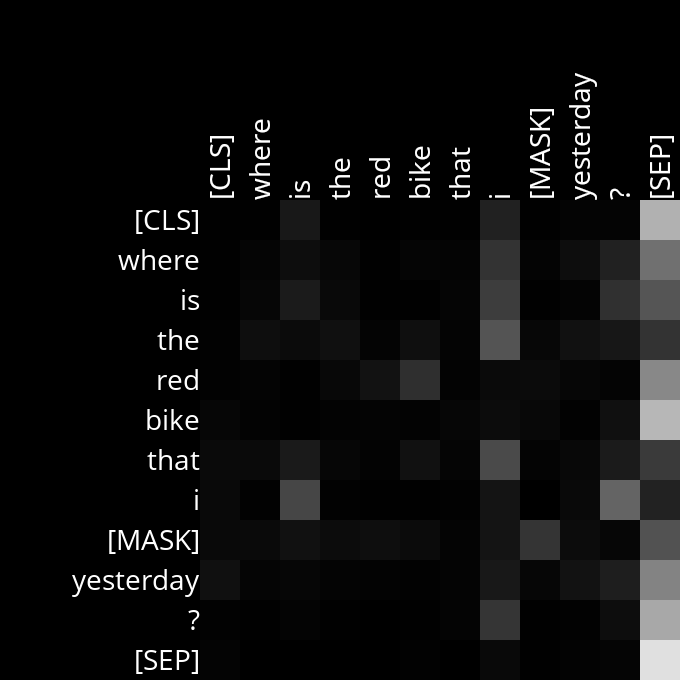 [CLS] where is the red bike that i [MASK] yesterday ? [SEP]
[CLS]
where
is
the
red
bike
that
i
[MASK]
yesterday
?
[SEP]